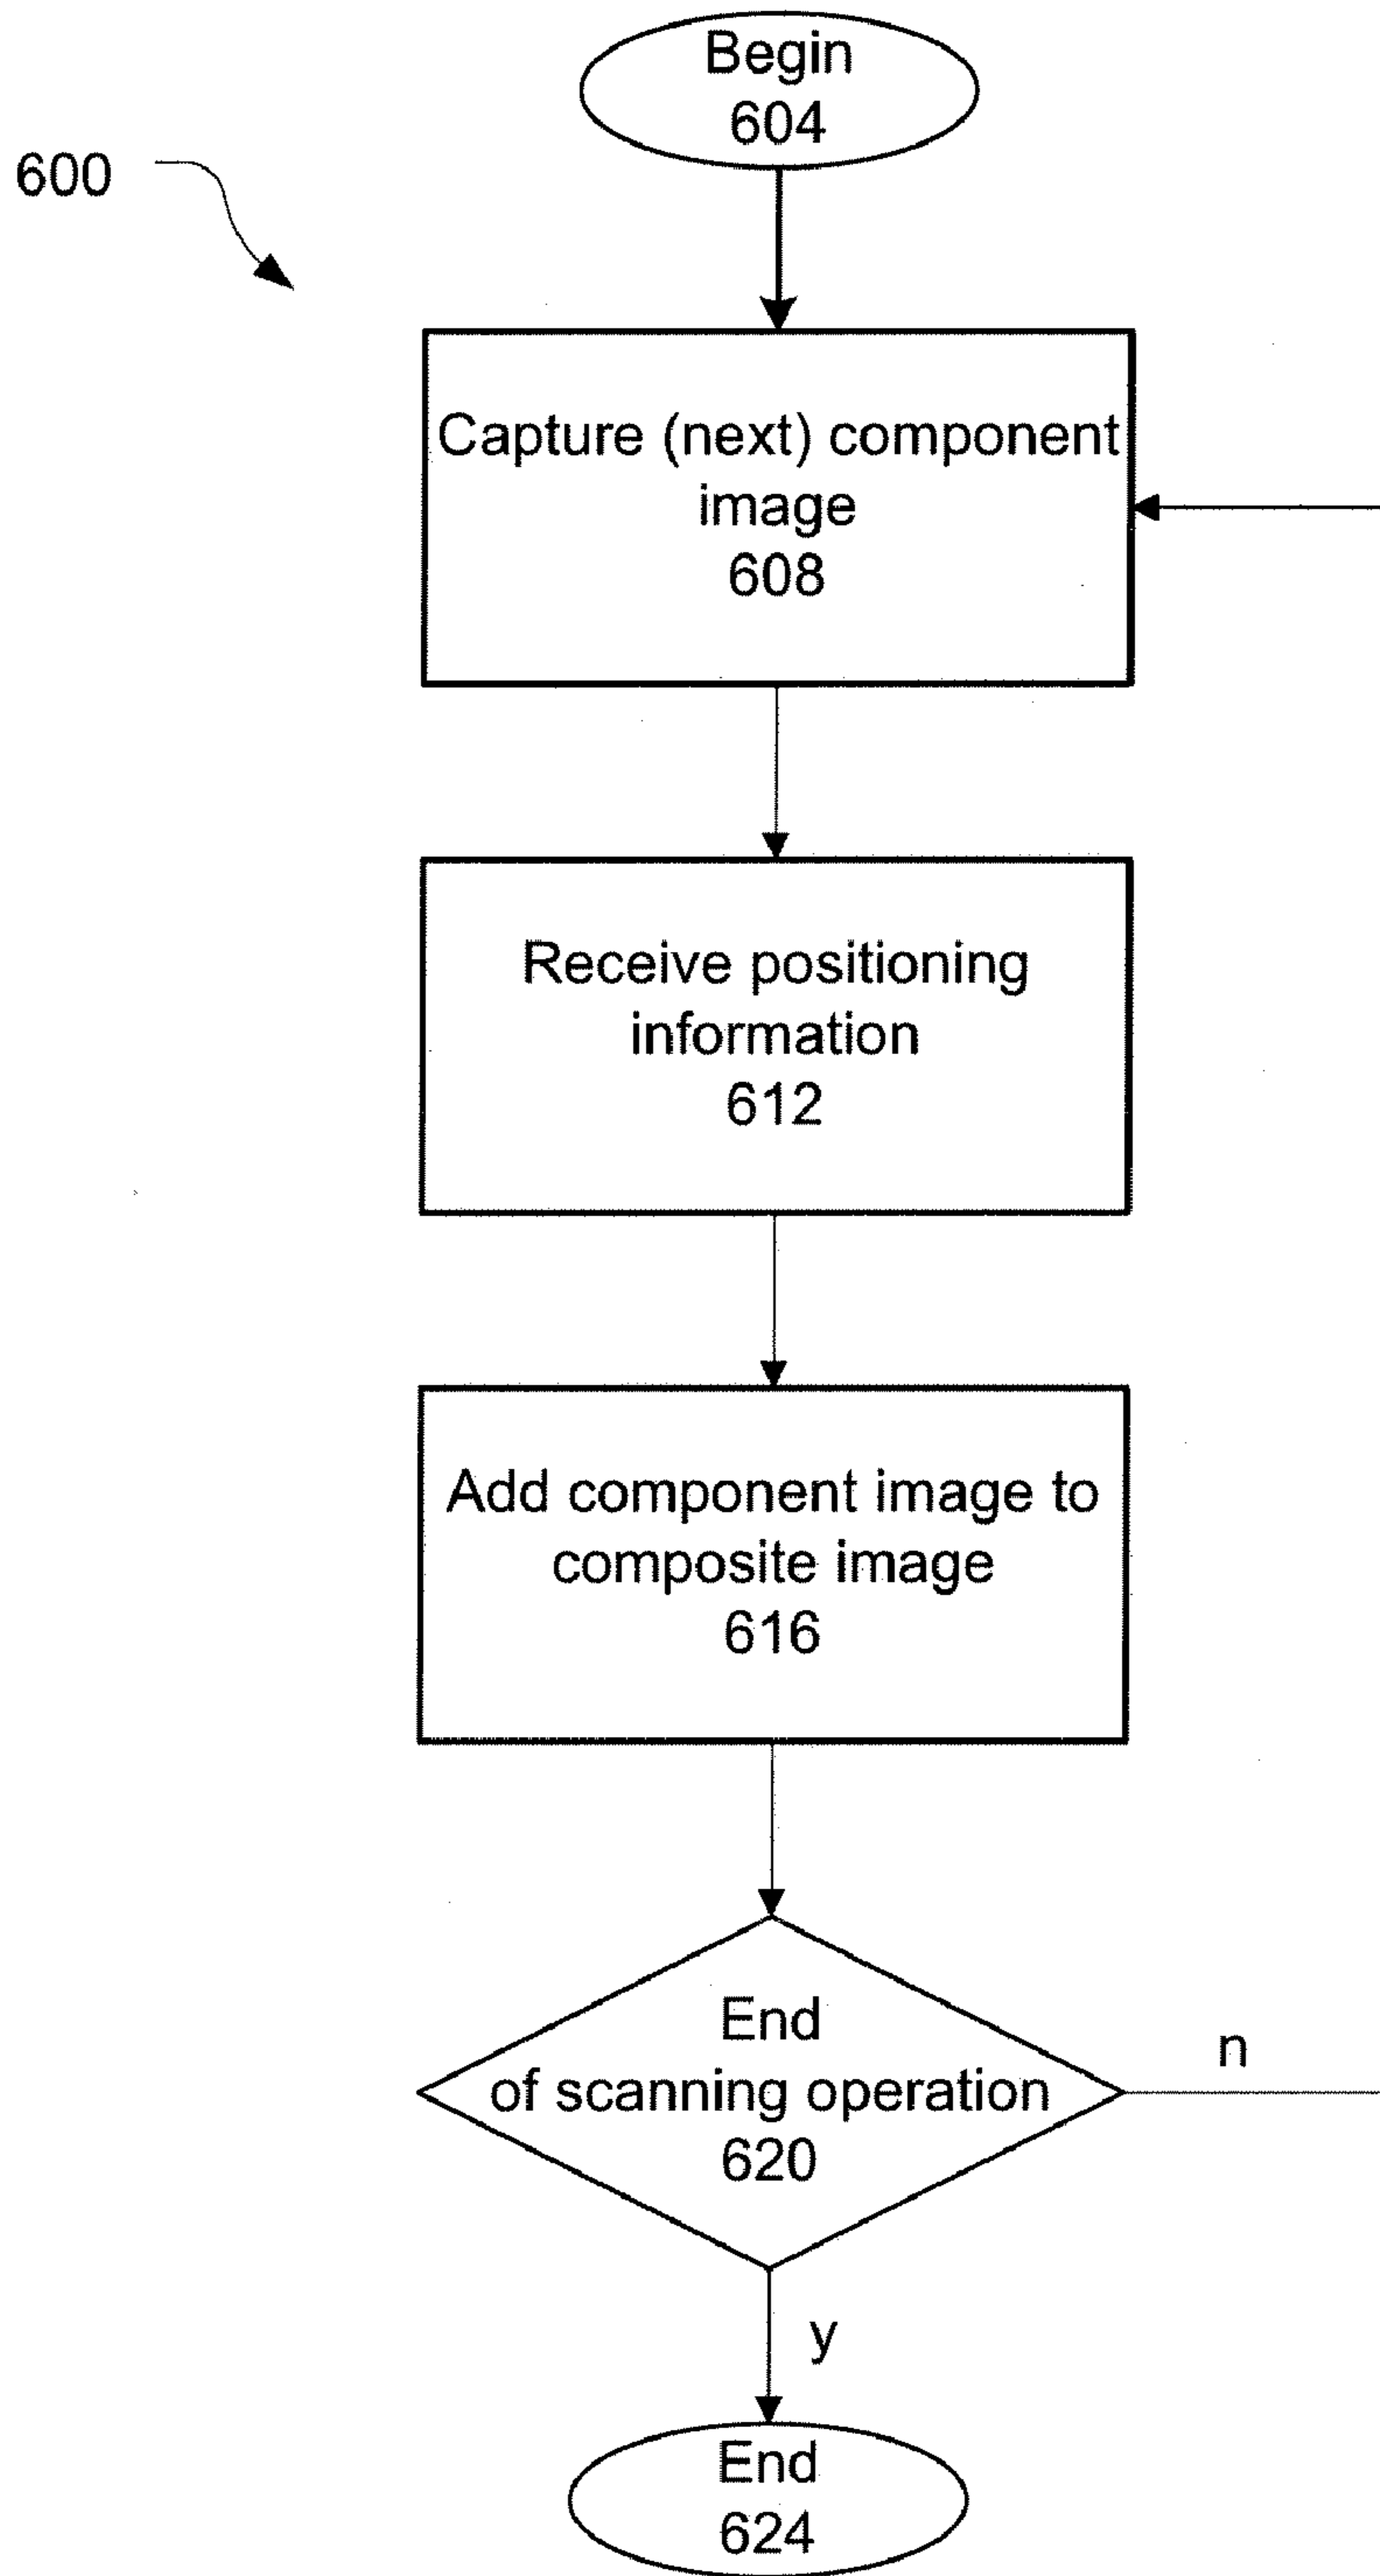 Begin
604
600
Capture (next) component
image
608
Receive positioning
information
612
Add component image to
composite image
616
End
of scanning operation
620
n
y
End
624